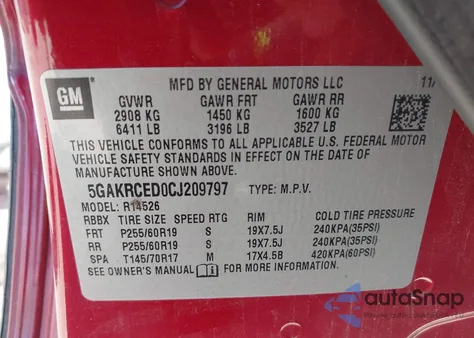 GM
MFD BY GENERAL MOTORS LLC
11/
GVWR GAWR FRT GAWR RR
2908 KG 1450 KG 1600 KG
6411 LB 3196 LB 3527 LB
THIS VEHICLE CONFORMS TO ALL APPLICABLE U.S. FEDERAL MOTOR
VEHICLE SAFETY STANDARDS IN EFFECT ON THE DATE OF
MANUFACTURE SHOWN ABOVE.
5GAKRCED0CJ209797 TYPE: M.P.V.
MODEL: R14526
RBBX TIRE SIZE SPEED RTG RIM COLD TIRE PRESSURE
FRT P255/60R19 S 19X7.5J 240KPA(35PSI)
RR P255/60R19 S 19X7.5J 240KPA(35PSI)
SPA T145/70R17 M 17X4.5B 420KPA(60PSI)
SEE OWNER'S MANUAL FOR MORE INFORMATION.
autoSnap